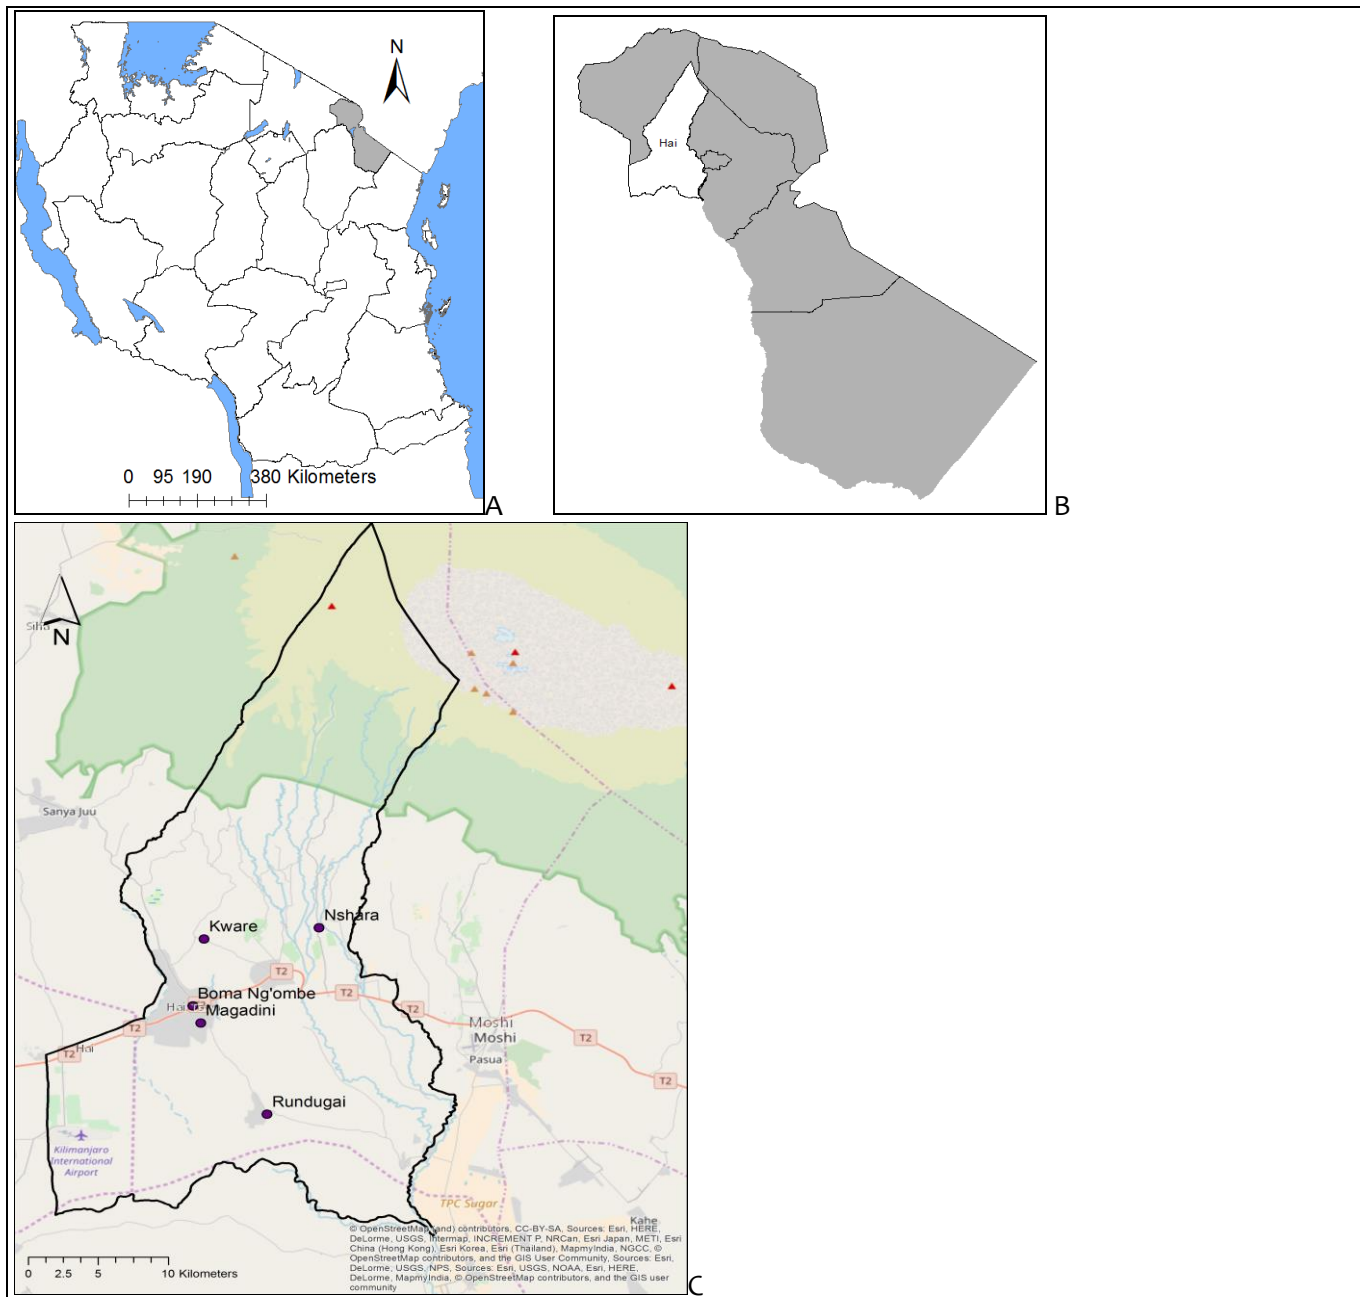 N
0 95 190 380 Kilometers
A
Hai
B
N
Sanya Juu
Kware
Nshara
T2
Boma Ng'ombe
T2
Magadini
T2
T2
Moshi
Moshi
T2
T2
Hai
Pasua
T2
Rundugai
Kilimanjaro
International
Airport
TPC Sugar
Kahe
© OpenStreetMap (and) contributors, CC-BY-SA, Sources: Esri, HERE,
DeLorme, USGS, Intermap, INCREMENT P, NRCan, Esri Japan, METI, Esri
China (Hong Kong), Esri Korea, Esri (Thailand), MapmyIndia, NGCC, ©
OpenStreetMap contributors, and the GIS User Community, Sources: Esri,
DeLorme, USGS, NPS, Sources: Esri, USGS, NOAA, Esri, HERE,
DeLorme, MapmyIndia, © OpenStreetMap contributors, and the GIS user
community
0 2.5 5 10 Kilometers
C